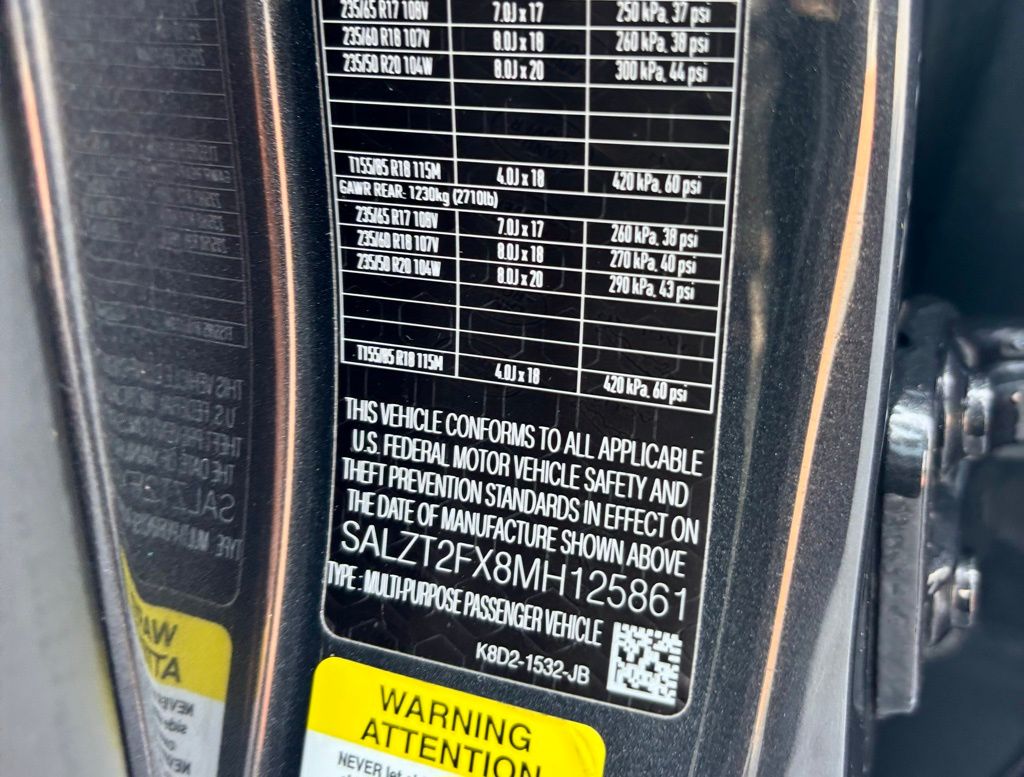 235/65 R17 108V 7.0J x 17 250 kPa, 37 psi
235/60 R18 107V 8.0J x 18 260 kPa, 38 psi
235/50 R20 104W 8.0J x 20 300 kPa, 44 psi
T155/85 R18 115M 4.0J x 18 420 kPa, 60 psi
GAWR REAR: 1230kg (2710lb)
235/65 R17 108V 7.0J x 17 260 kPa, 38 psi
235/60 R18 107V 8.0J x 18 270 kPa, 40 psi
235/50 R20 104W 8.0J x 20 290 kPa, 43 psi
T155/85 R18 115M 4.0J x 18 420 kPa, 60 psi
THIS VEHICLE CONFORMS TO ALL APPLICABLE
U.S. FEDERAL MOTOR VEHICLE SAFETY AND
THEFT PREVENTION STANDARDS IN EFFECT ON
THE DATE OF MANUFACTURE SHOWN ABOVE
SALZT2FX8MH125861
TYPE : MULTI-PURPOSE PASSENGER VEHICLE
K8D2-1532-JB
WARNING
ATTENTION
NEVER let